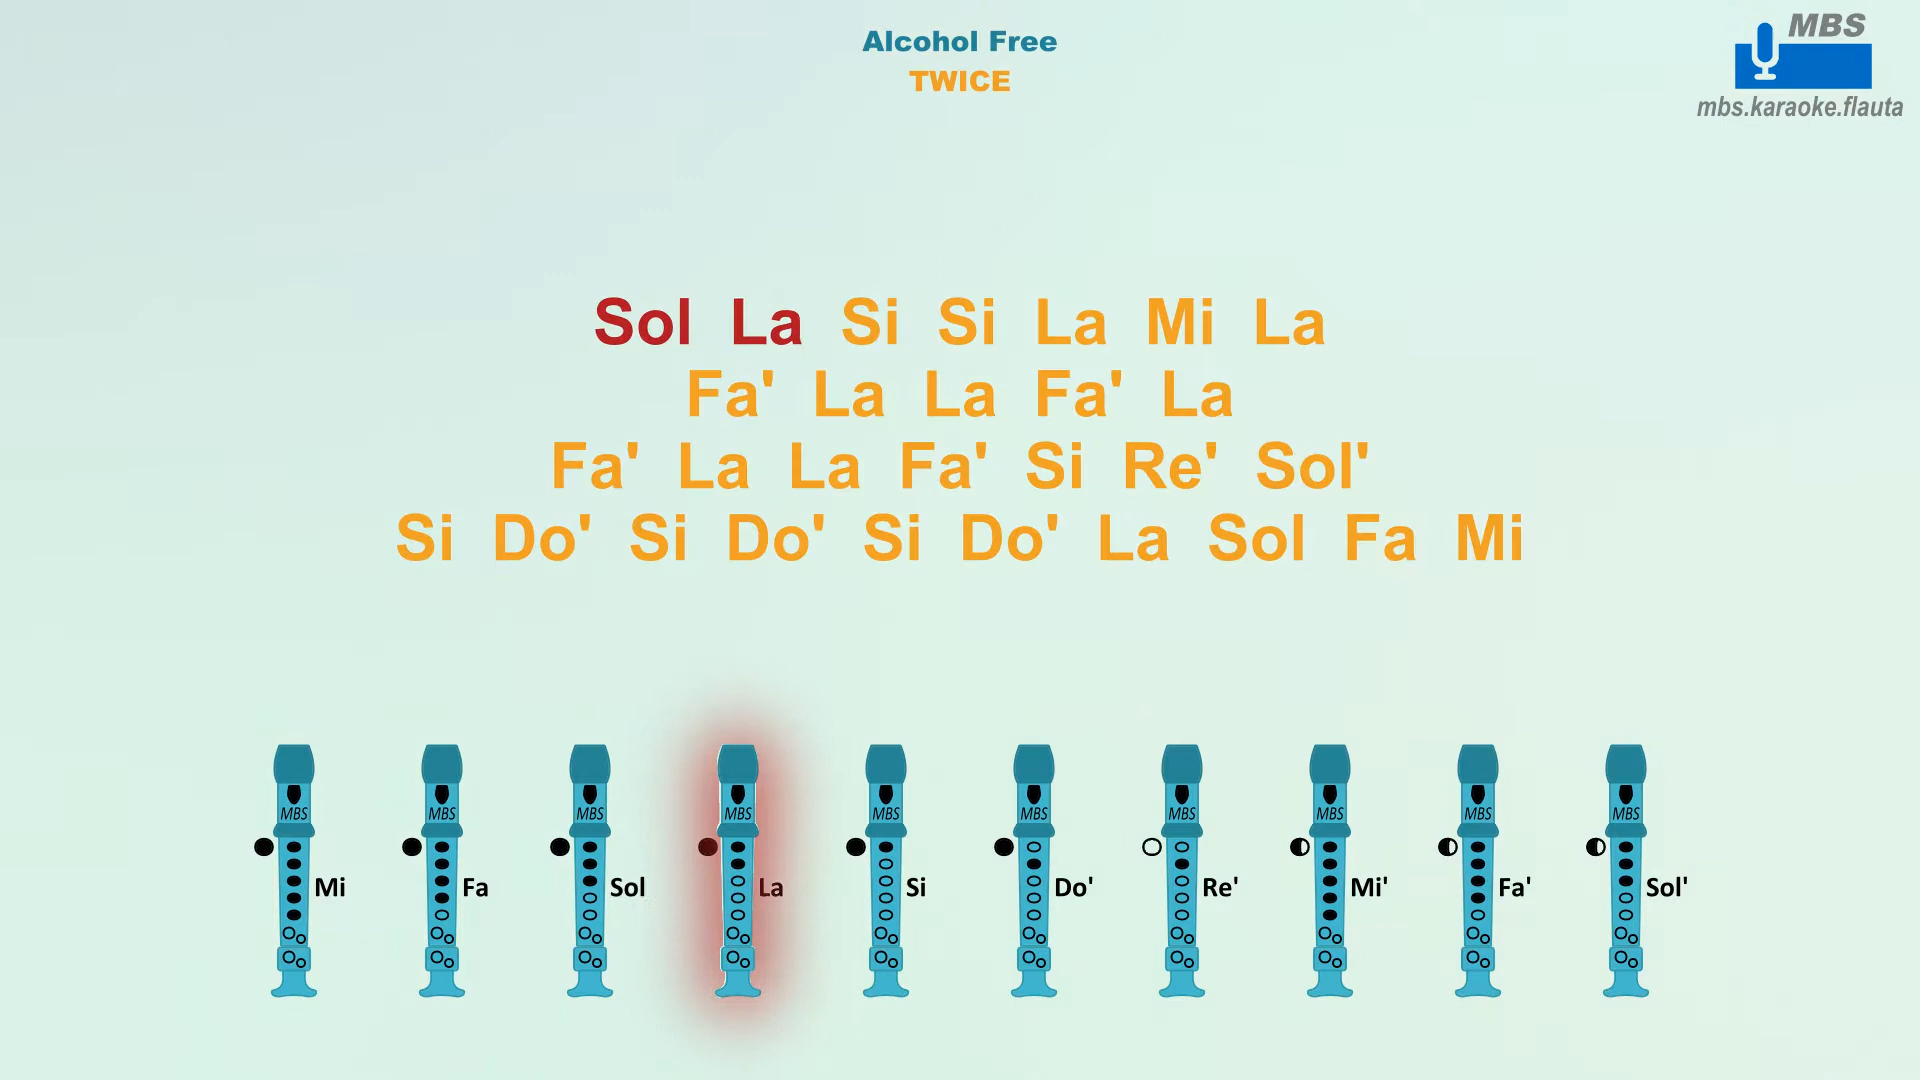 Alcohol Free
TWICE
MBS
mbs.karaoke.flauta
Sol La Si Si La Mi La
Fa' La La Fa' La
Fa' La La Fa' Si Re' Sol'
Si Do' Si Do' Si Do' La Sol Fa Mi
MBS MBS MBS MBS MBS MBS MBS MBS MBS MBS
Mi Fa Sol La Si Do' Re' Mi' Fa' Sol'